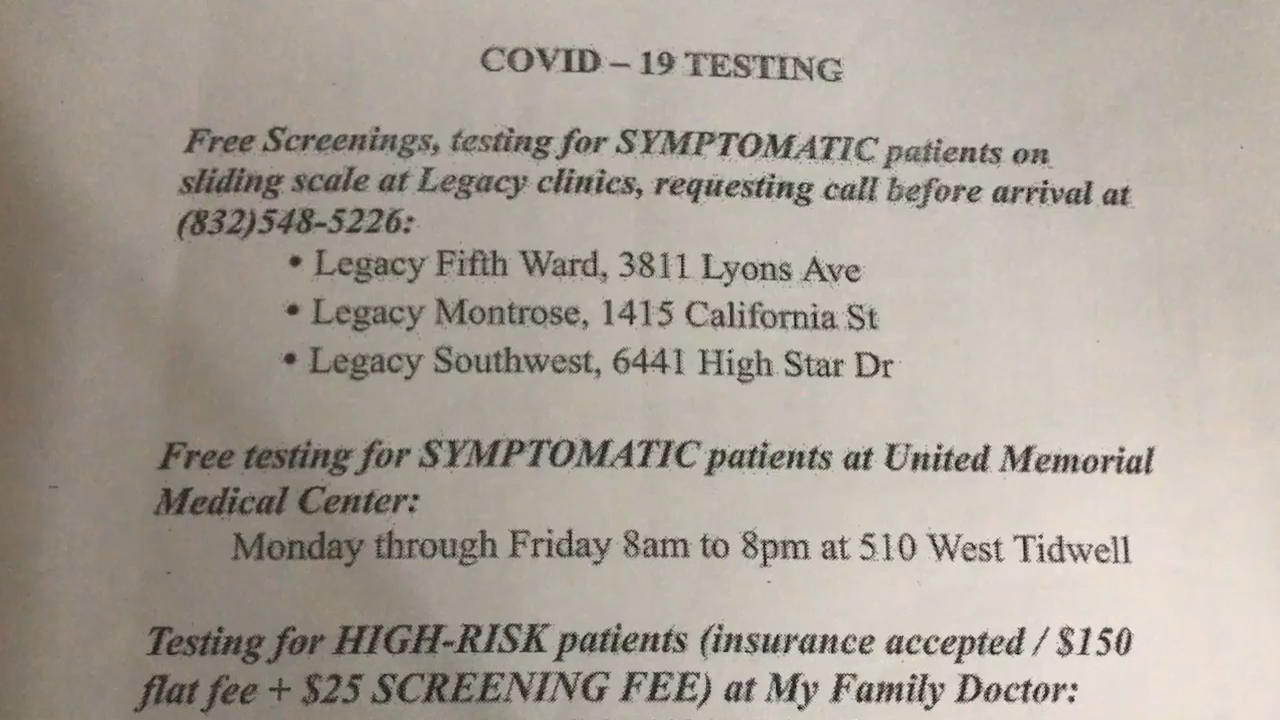 COVID – 19 TESTING
Free Screenings, testing for SYMPTOMATIC patients on
sliding scale at Legacy clinics, requesting call before arrival at
(832)548-5226:
• Legacy Fifth Ward, 3811 Lyons Ave
• Legacy Montrose, 1415 California St
• Legacy Southwest, 6441 High Star Dr
Free testing for SYMPTOMATIC patients at United Memorial
Medical Center:
Monday through Friday 8am to 8pm at 510 West Tidwell
Testing for HIGH-RISK patients (insurance accepted / $150
flat fee + $25 SCREENING FEE) at My Family Doctor: